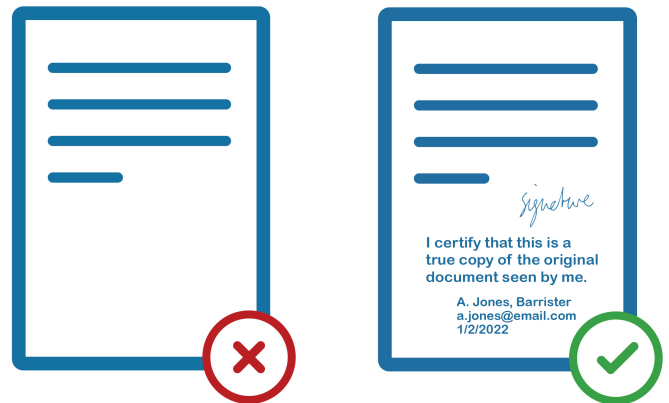 signature
I certify that this is a
true copy of the original
document seen by me.
A. Jones, Barrister
a.jones@email.com
1/2/2022